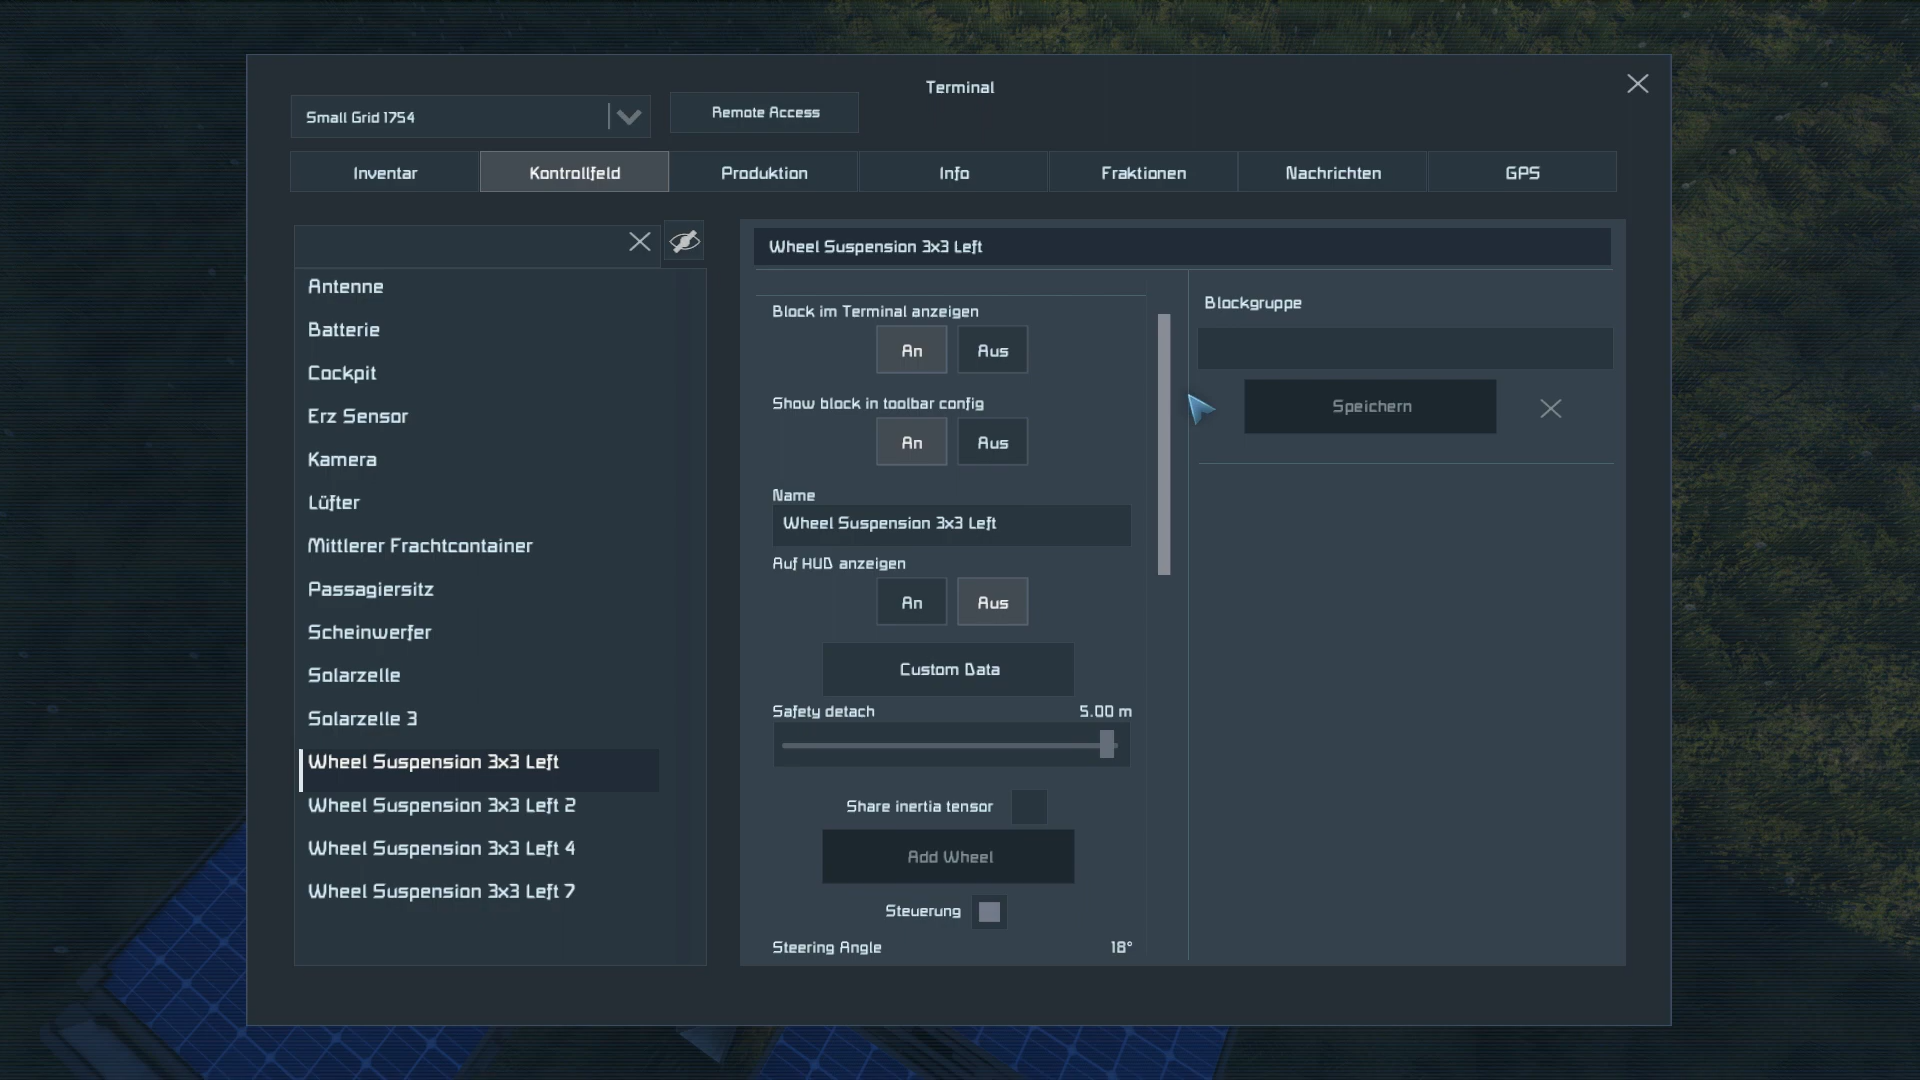 Terminal
Small Grid 1754
Remote Access
Inventar
Kontrollfeld
Produktion
Info
Fraktionen
Nachrichten
GPS
Antenne
Batterie
Cockpit
Erz Sensor
Kamera
Lüfter
Mittlerer Frachtcontainer
Passagiersitz
Scheinwerfer
Solarzelle
Solarzelle 3
Wheel Suspension 3x3 Left
Wheel Suspension 3x3 Left 2
Wheel Suspension 3x3 Left 4
Wheel Suspension 3x3 Left 7
Wheel Suspension 3x3 Left
Block im Terminal anzeigen
An Aus
Show block in toolbar config
An Aus
Name
Wheel Suspension 3x3 Left
Auf HUD anzeigen
An Aus
Custom Data
Safety detach 5.00 m
Share inertia tensor
Add Wheel
Steuerung
Steering Angle 18°
Blockgruppe
Speichern